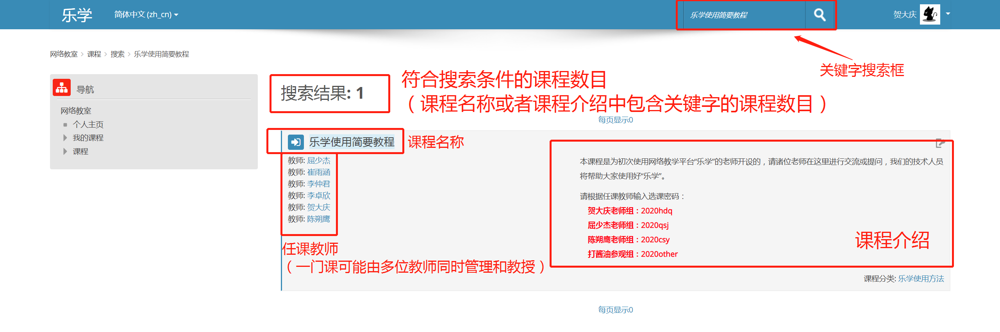 乐学
简体中文 (zh_cn)
乐学使用简要教程
贺大庆
关键字搜索框
网络教室 > 课程 > 搜索 > 乐学使用简要教程
导航
网络教室
个人主页
我的课程
课程
搜索结果: 1
符合搜索条件的课程数目
（课程名称或者课程介绍中包含关键字的课程数目）
每页显示0
乐学使用简要教程
课程名称
教师: 屈少杰
教师: 崔雨涵
教师: 李仲君
教师: 李卓欣
教师: 贺大庆
教师: 陈朔鹰
任课教师
（一门课可能由多位教师同时管理和教授）
本课程是为初次使用网络教学平台“乐学”的老师开设的，请诸位老师在这里进行交流或提问，我们的技术人员
将帮助大家使用好“乐学”。
请根据任课教师输入选课密码：
贺大庆老师组：2020hdq
屈少杰老师组：2020qsj
陈朔鹰老师组：2020csy
打酱油参观组：2020other
课程介绍
课程分类: 乐学使用方法
每页显示0